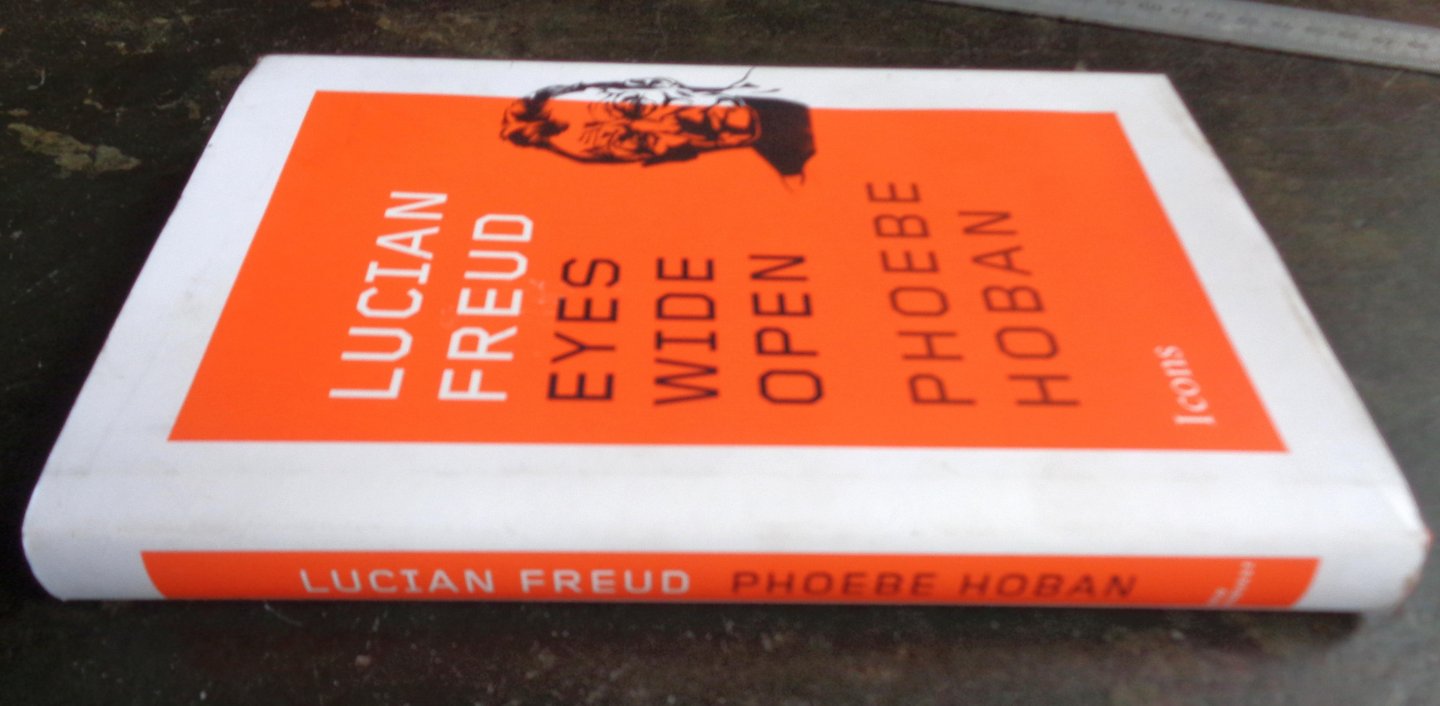 LUCIAN
FREUD
EYES
WIDE
OPEN
PHOEBE
HOBAN
Icons
LUCIAN FREUD PHOEBE HOBAN